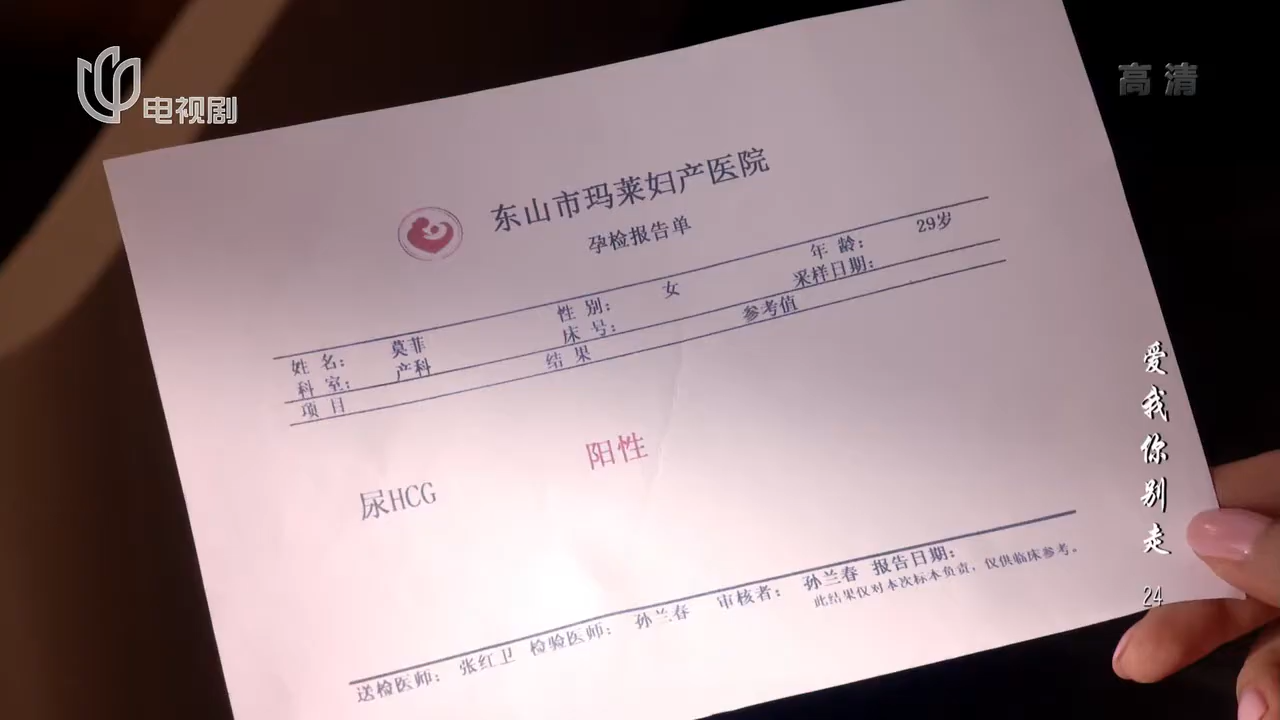 电视剧
高清
东山市玛莱妇产医院
孕检报告单
姓名： 莫菲 性别： 女 年龄： 29岁
科室： 产科 床号： 采样日期：
项目 结果 参考值
尿HCG 阳性
送检医师： 张红卫 检验医师： 孙兰春 审核者： 孙兰春 报告日期：
此结果仅对本次标本负责，仅供临床参考。
爱我你别走
24